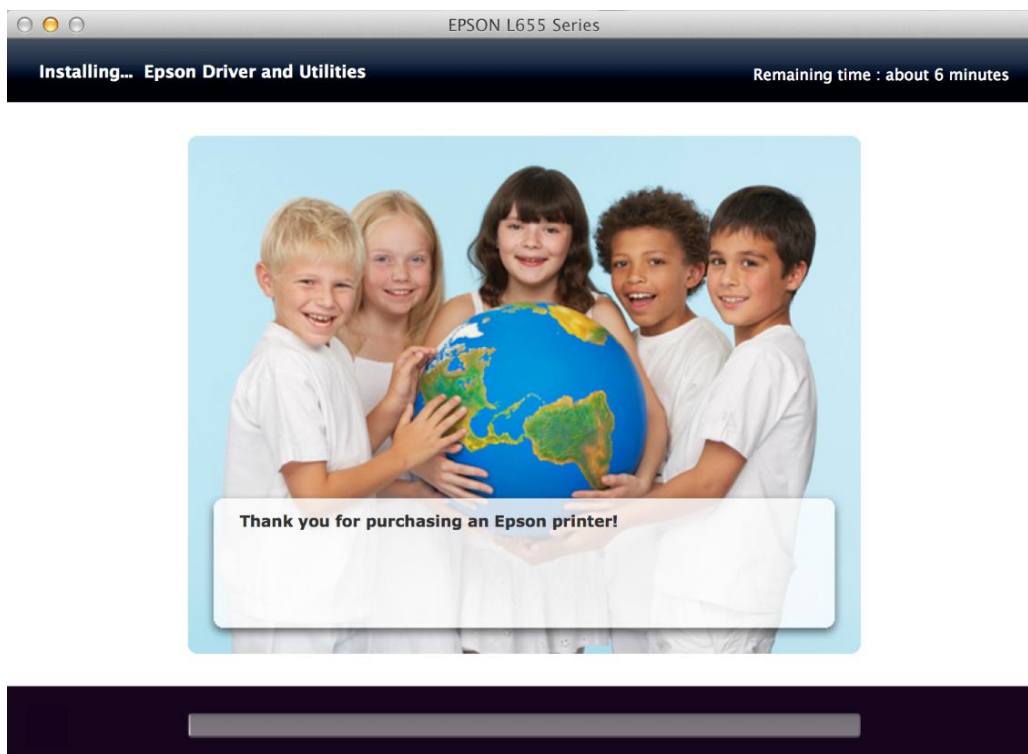 EPSON L655 Series
Installing... Epson Driver and Utilities
Remaining time : about 6 minutes
Thank you for purchasing an Epson printer!